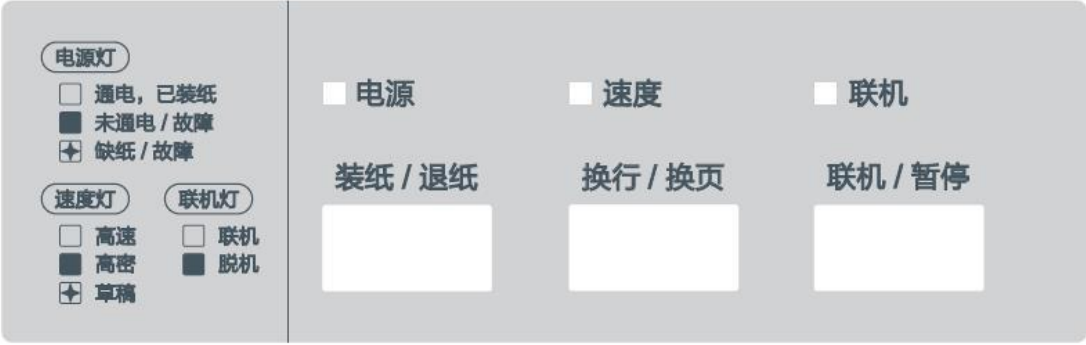 电源灯
通电，已装纸
未通电 / 故障
缺纸 / 故障
速度灯
高速
高密
草稿
联机灯
联机
脱机
电源
速度
联机
装纸 / 退纸
换行 / 换页
联机 / 暂停